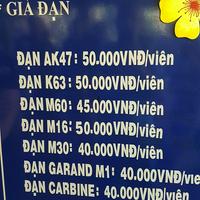 GIÁ ĐẠN
ĐẠN AK47: 50.000VNĐ/viên
ĐẠN K63: 50.000VNĐ/viên
ĐẠN M60: 45.000VNĐ/viên
ĐẠN M16: 50.000VNĐ/viên
ĐẠN M30: 40.000VNĐ/viên
ĐẠN GARAND M1: 40.000VNĐ/viên
ĐẠN CARBINE: 40.000VNĐ/viên